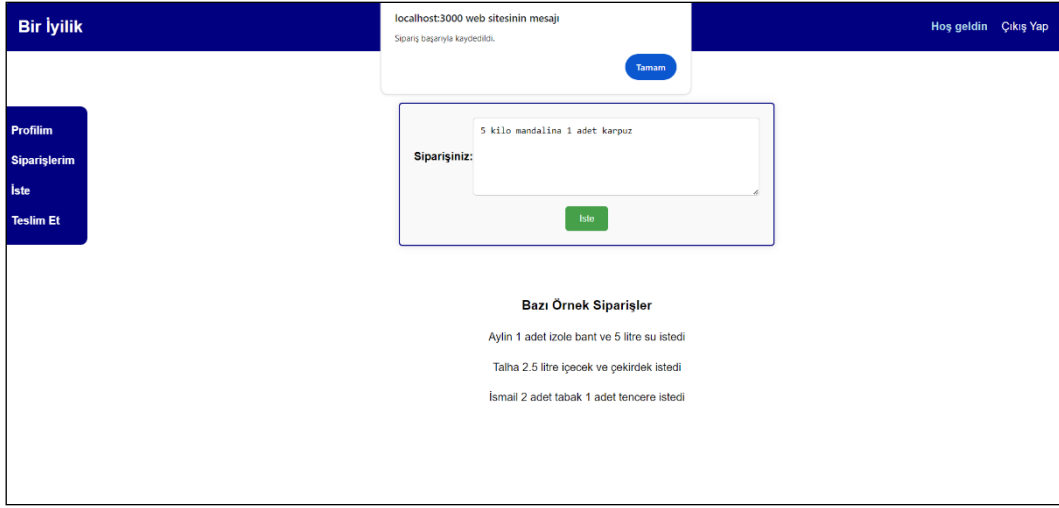 Bir İyilik
localhost:3000 web sitesinin mesajı
Sipariş başarıyla kaydedildi.
Tamam
Hoş geldin Çıkış Yap
Profilim
Siparişlerim
İste
Teslim Et
Siparişiniz:
5 kilo mandalina 1 adet karpuz
İste
Bazı Örnek Siparişler
Aylin 1 adet izole bant ve 5 litre su istedi
Talha 2.5 litre içecek ve çekirdek istedi
İsmail 2 adet tabak 1 adet tencere istedi